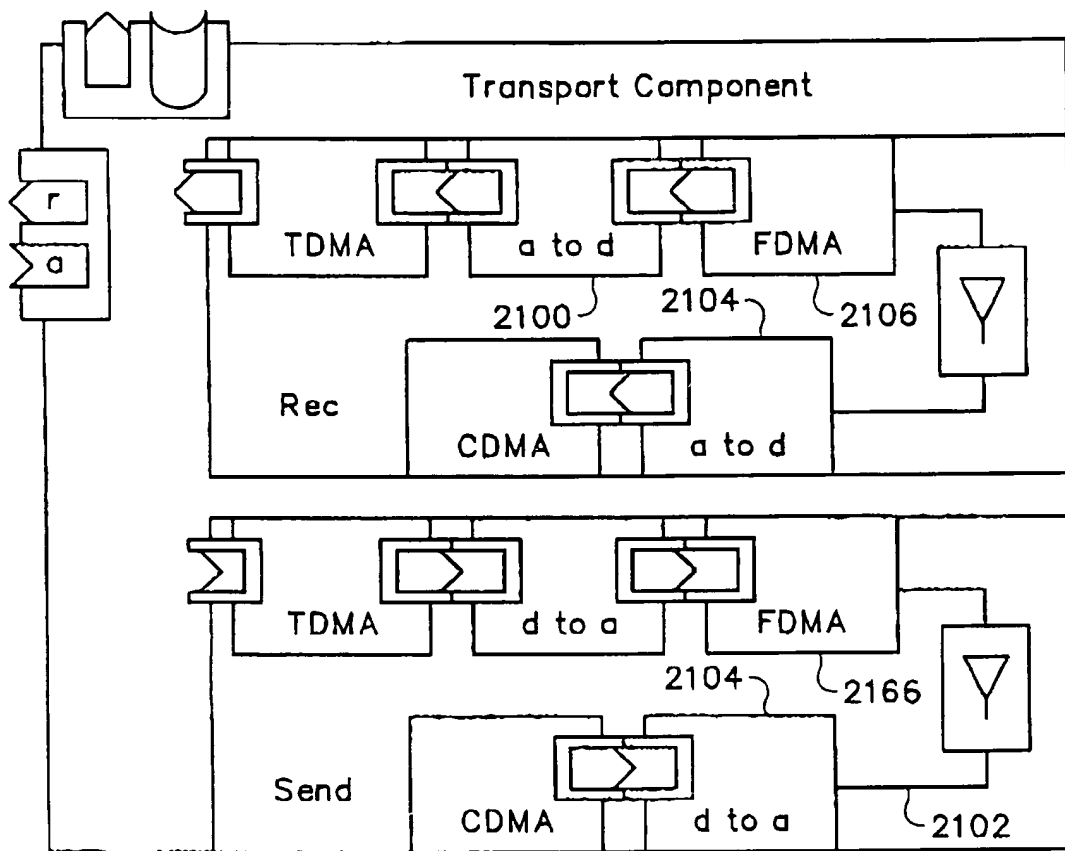 Transport Component
r
a
TDMA
a to d
FDMA
2100
2104
2106
Rec
CDMA
a to d
TDMA
d to a
FDMA
2104
2166
Send
CDMA
d to a
2102